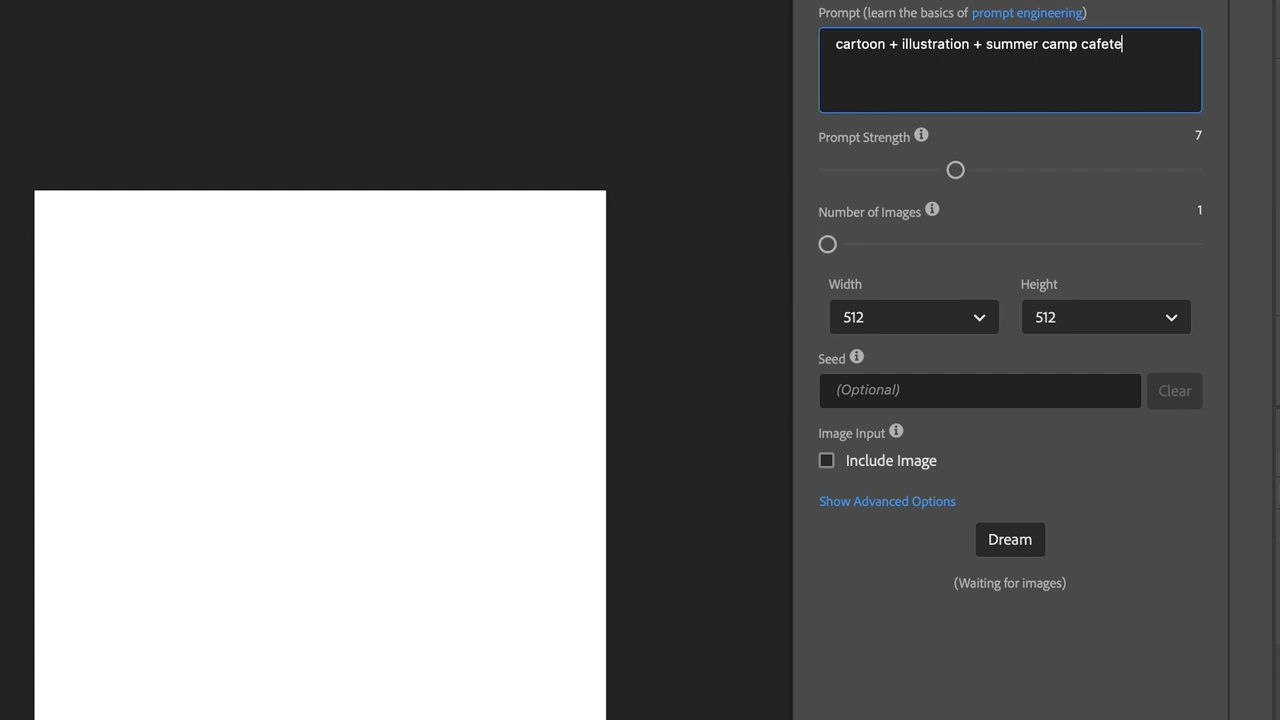 Prompt (learn the basics of prompt engineering)
cartoon + illustration + summer camp cafete
Prompt Strength
7
Number of Images
1
Width
Height
512
512
Seed
(Optional)
Clear
Image Input
Include Image
Show Advanced Options
Dream
(Waiting for images)